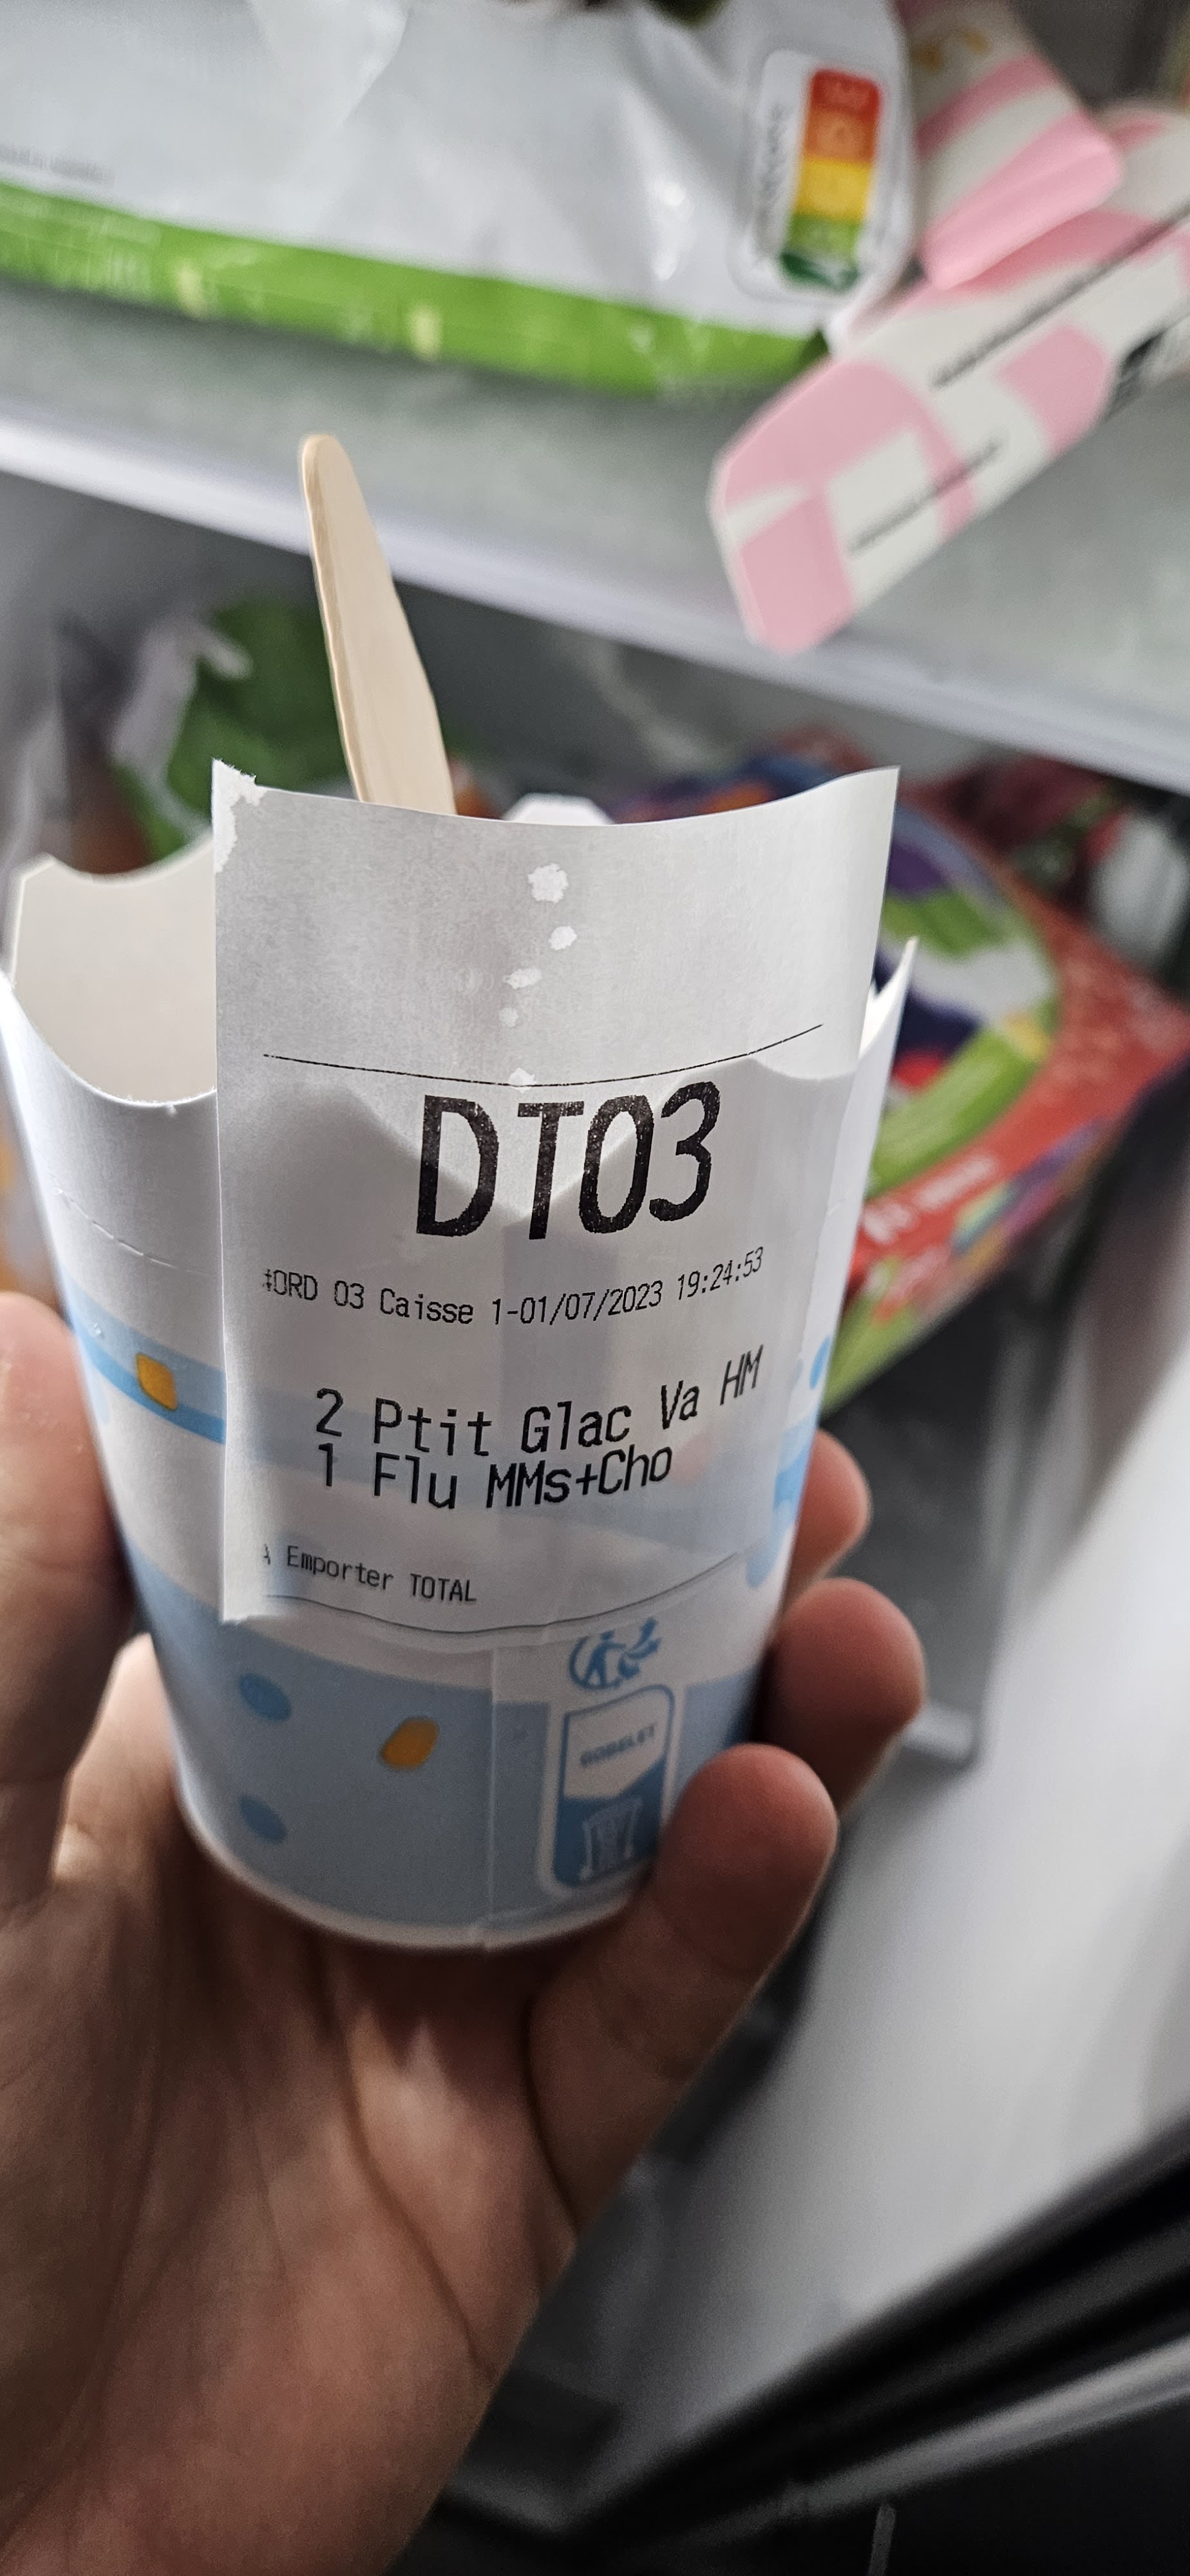 DT03
ORD 03 Caisse 1-01/07/2023 19:24:53
2 Ptit Glac Va HM
1 Flu MMs+Cho
A Emporter TOTAL
GOBELET